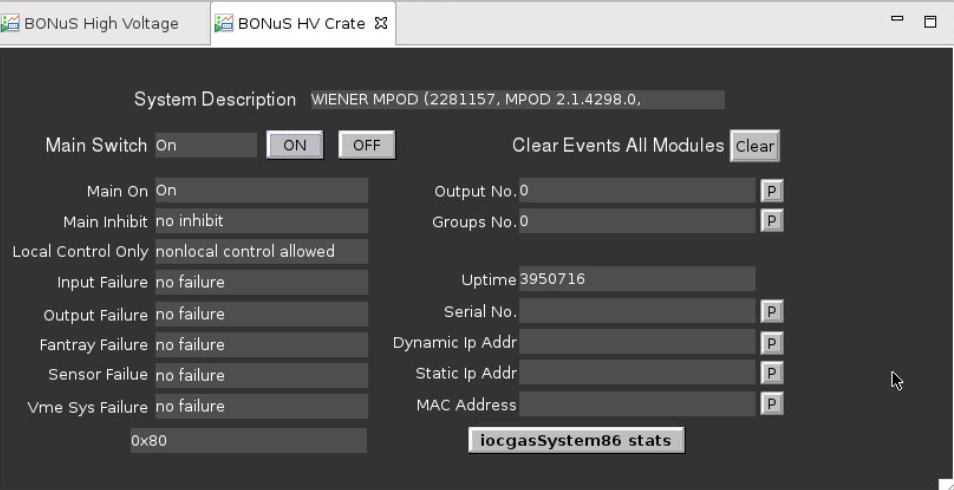 BONuS High Voltage
BONuS HV Crate
System Description WIENER MPOD (2281157, MPOD 2.1.4298.0,
Main Switch On ON OFF Clear Events All Modules Clear
Main On On Output No. 0 P
Main Inhibit no inhibit Groups No. 0 P
Local Control Only nonlocal control allowed
Input Failure no failure Uptime 3950716
Output Failure no failure Serial No. P
Fantray Failure no failure Dynamic Ip Addr P
Sensor Failue no failure Static Ip Addr P
Vme Sys Failure no failure MAC Address P
0x80 iocgasSystem86 stats